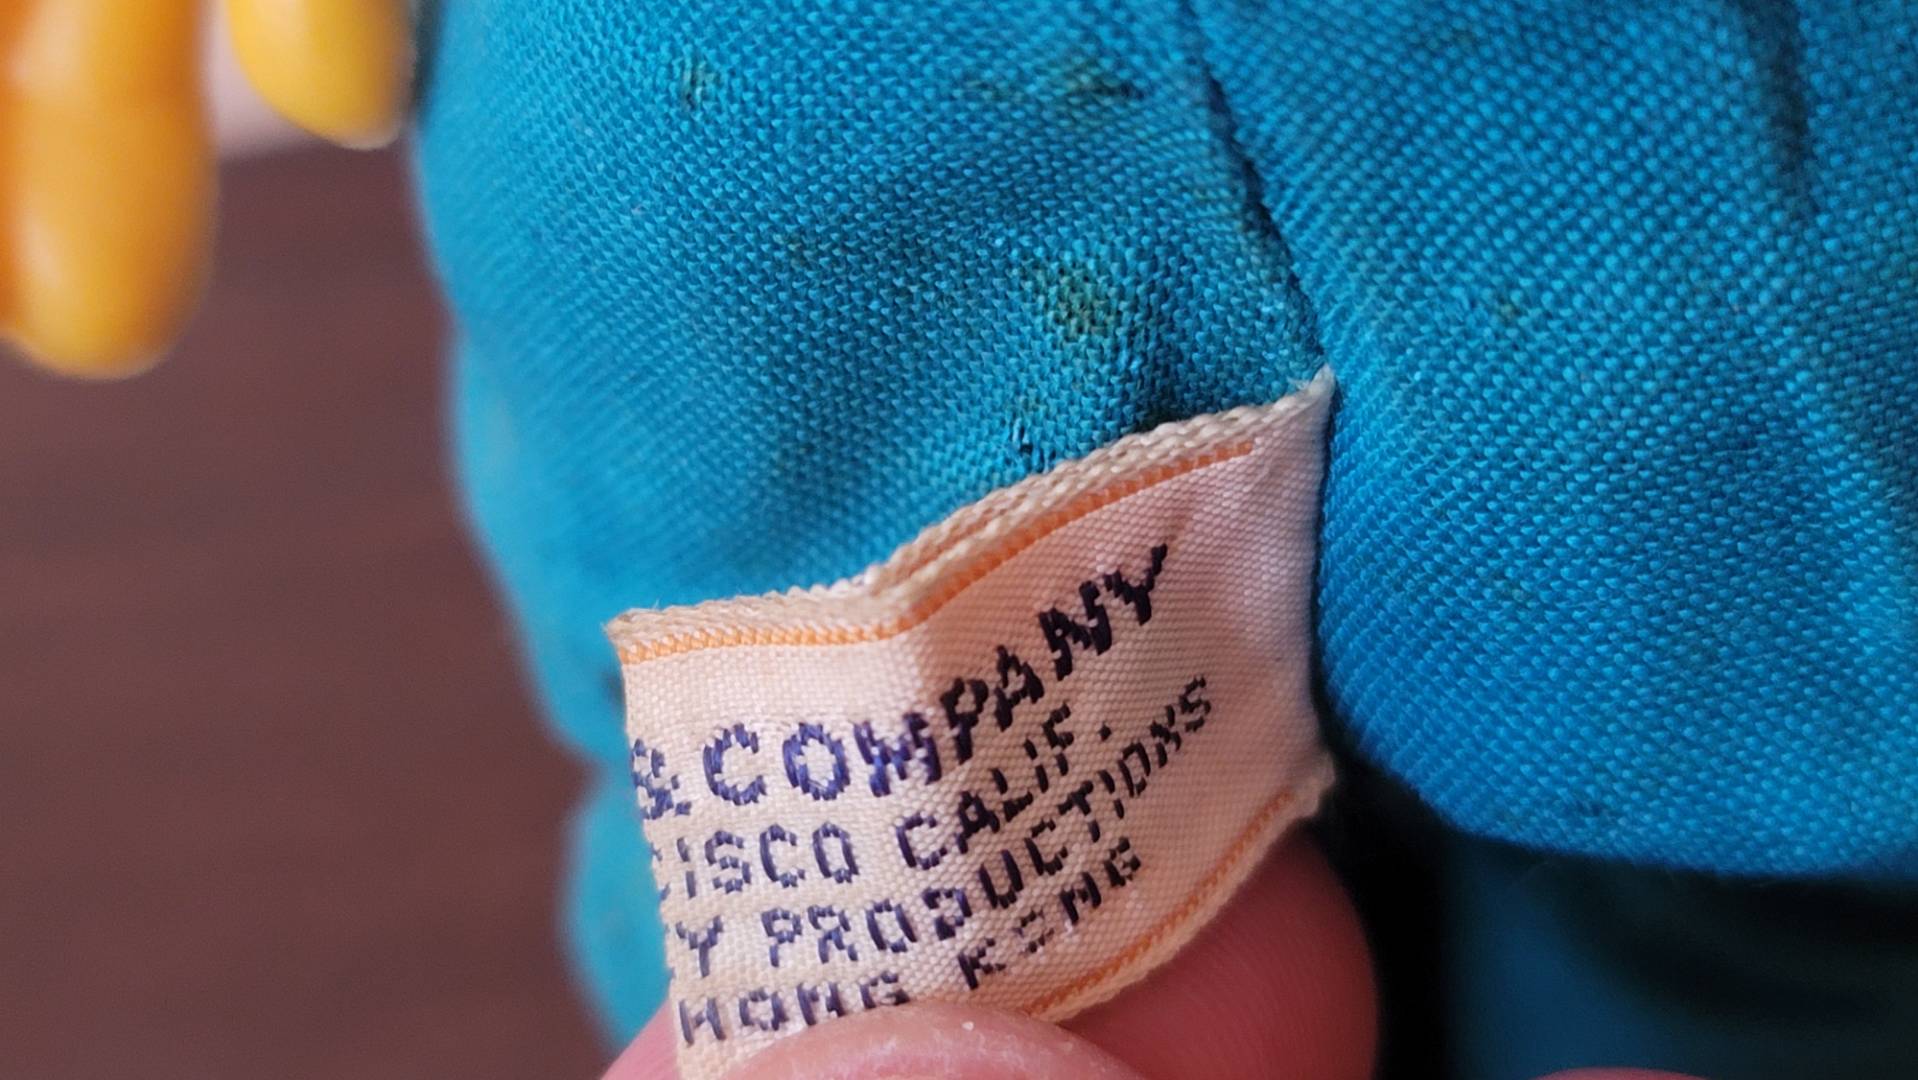 & COMPANY
CISCO CALIF.
Y PRODUCTIONS
HONG KONG